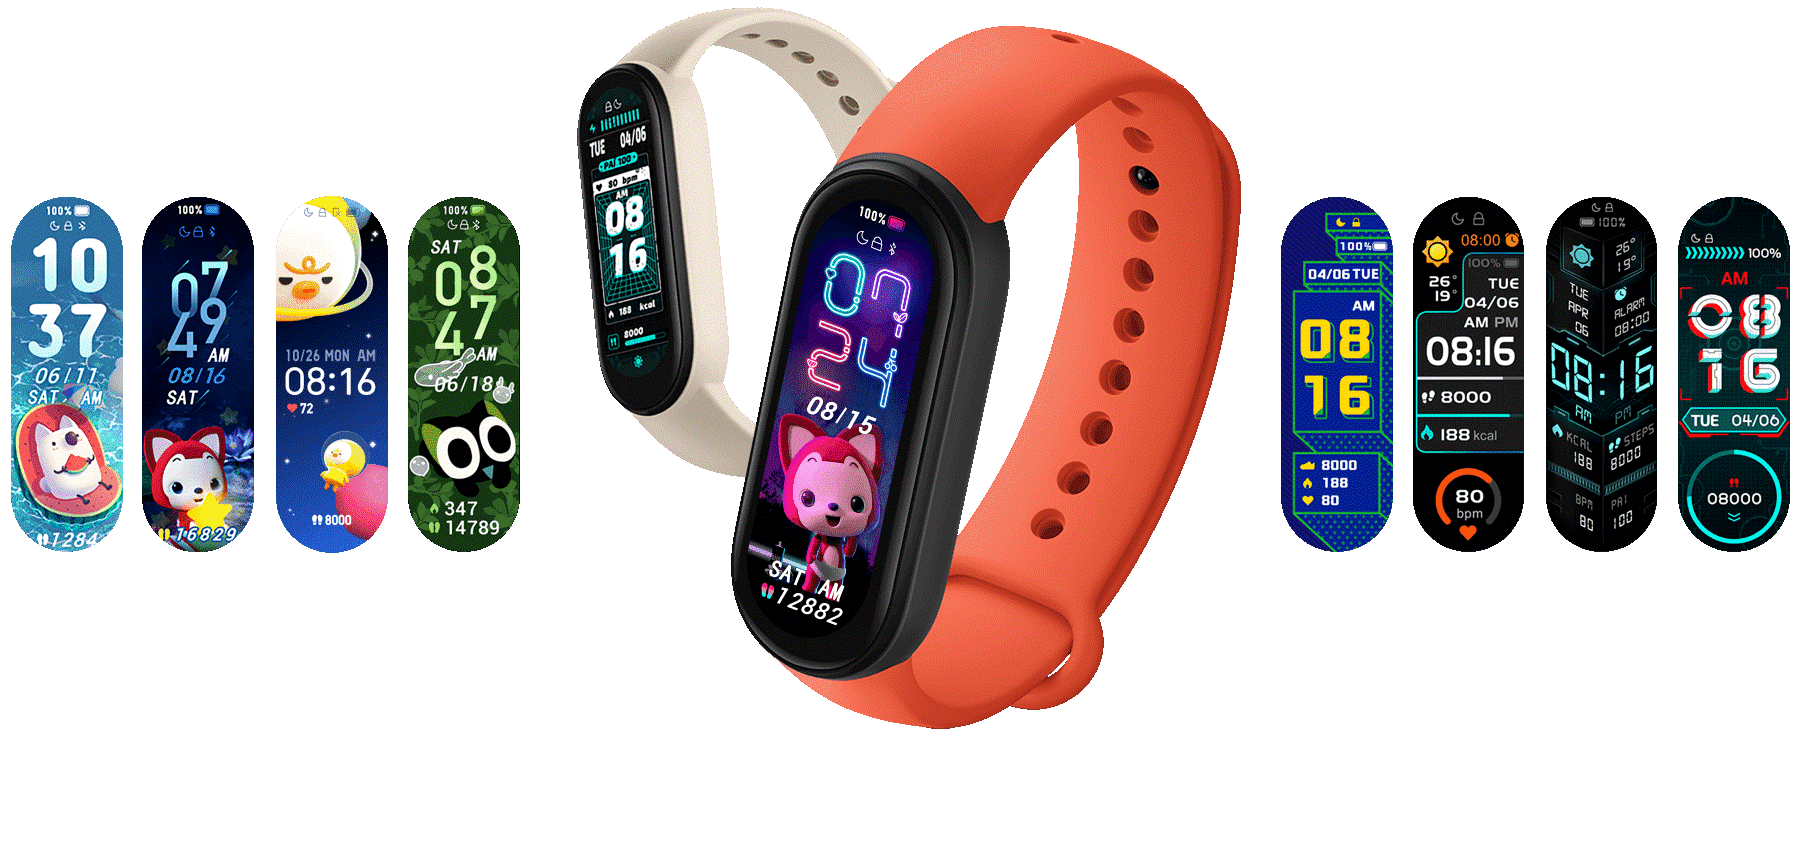 100%
10
37
06/11
SAT AM
1284
100%
07
49
AM
08/16
SAT
16829
10/26 MON AM
08:16
72
8000
100%
SAT
08
47
AM
06/18
347
14789
TUE 04/06
PAI 100
80 bpm
AM
08
16
188 kcal
8000
100%
07
24
08/15
SAT AM
12882
100%
04/06 TUE
AM
08
16
8000
188
80
08:00
100%
26°
19°
TUE
04/06
AM PM
08:16
8000
188 kcal
80
bpm
100%
26°
19°
TUE
APR
06
ALARM
08:00
08:16
AM PM
KCAL
188
STEPS
8000
BPM
80
PAI
100
100%
AM
08
16
TUE 04/06
08000